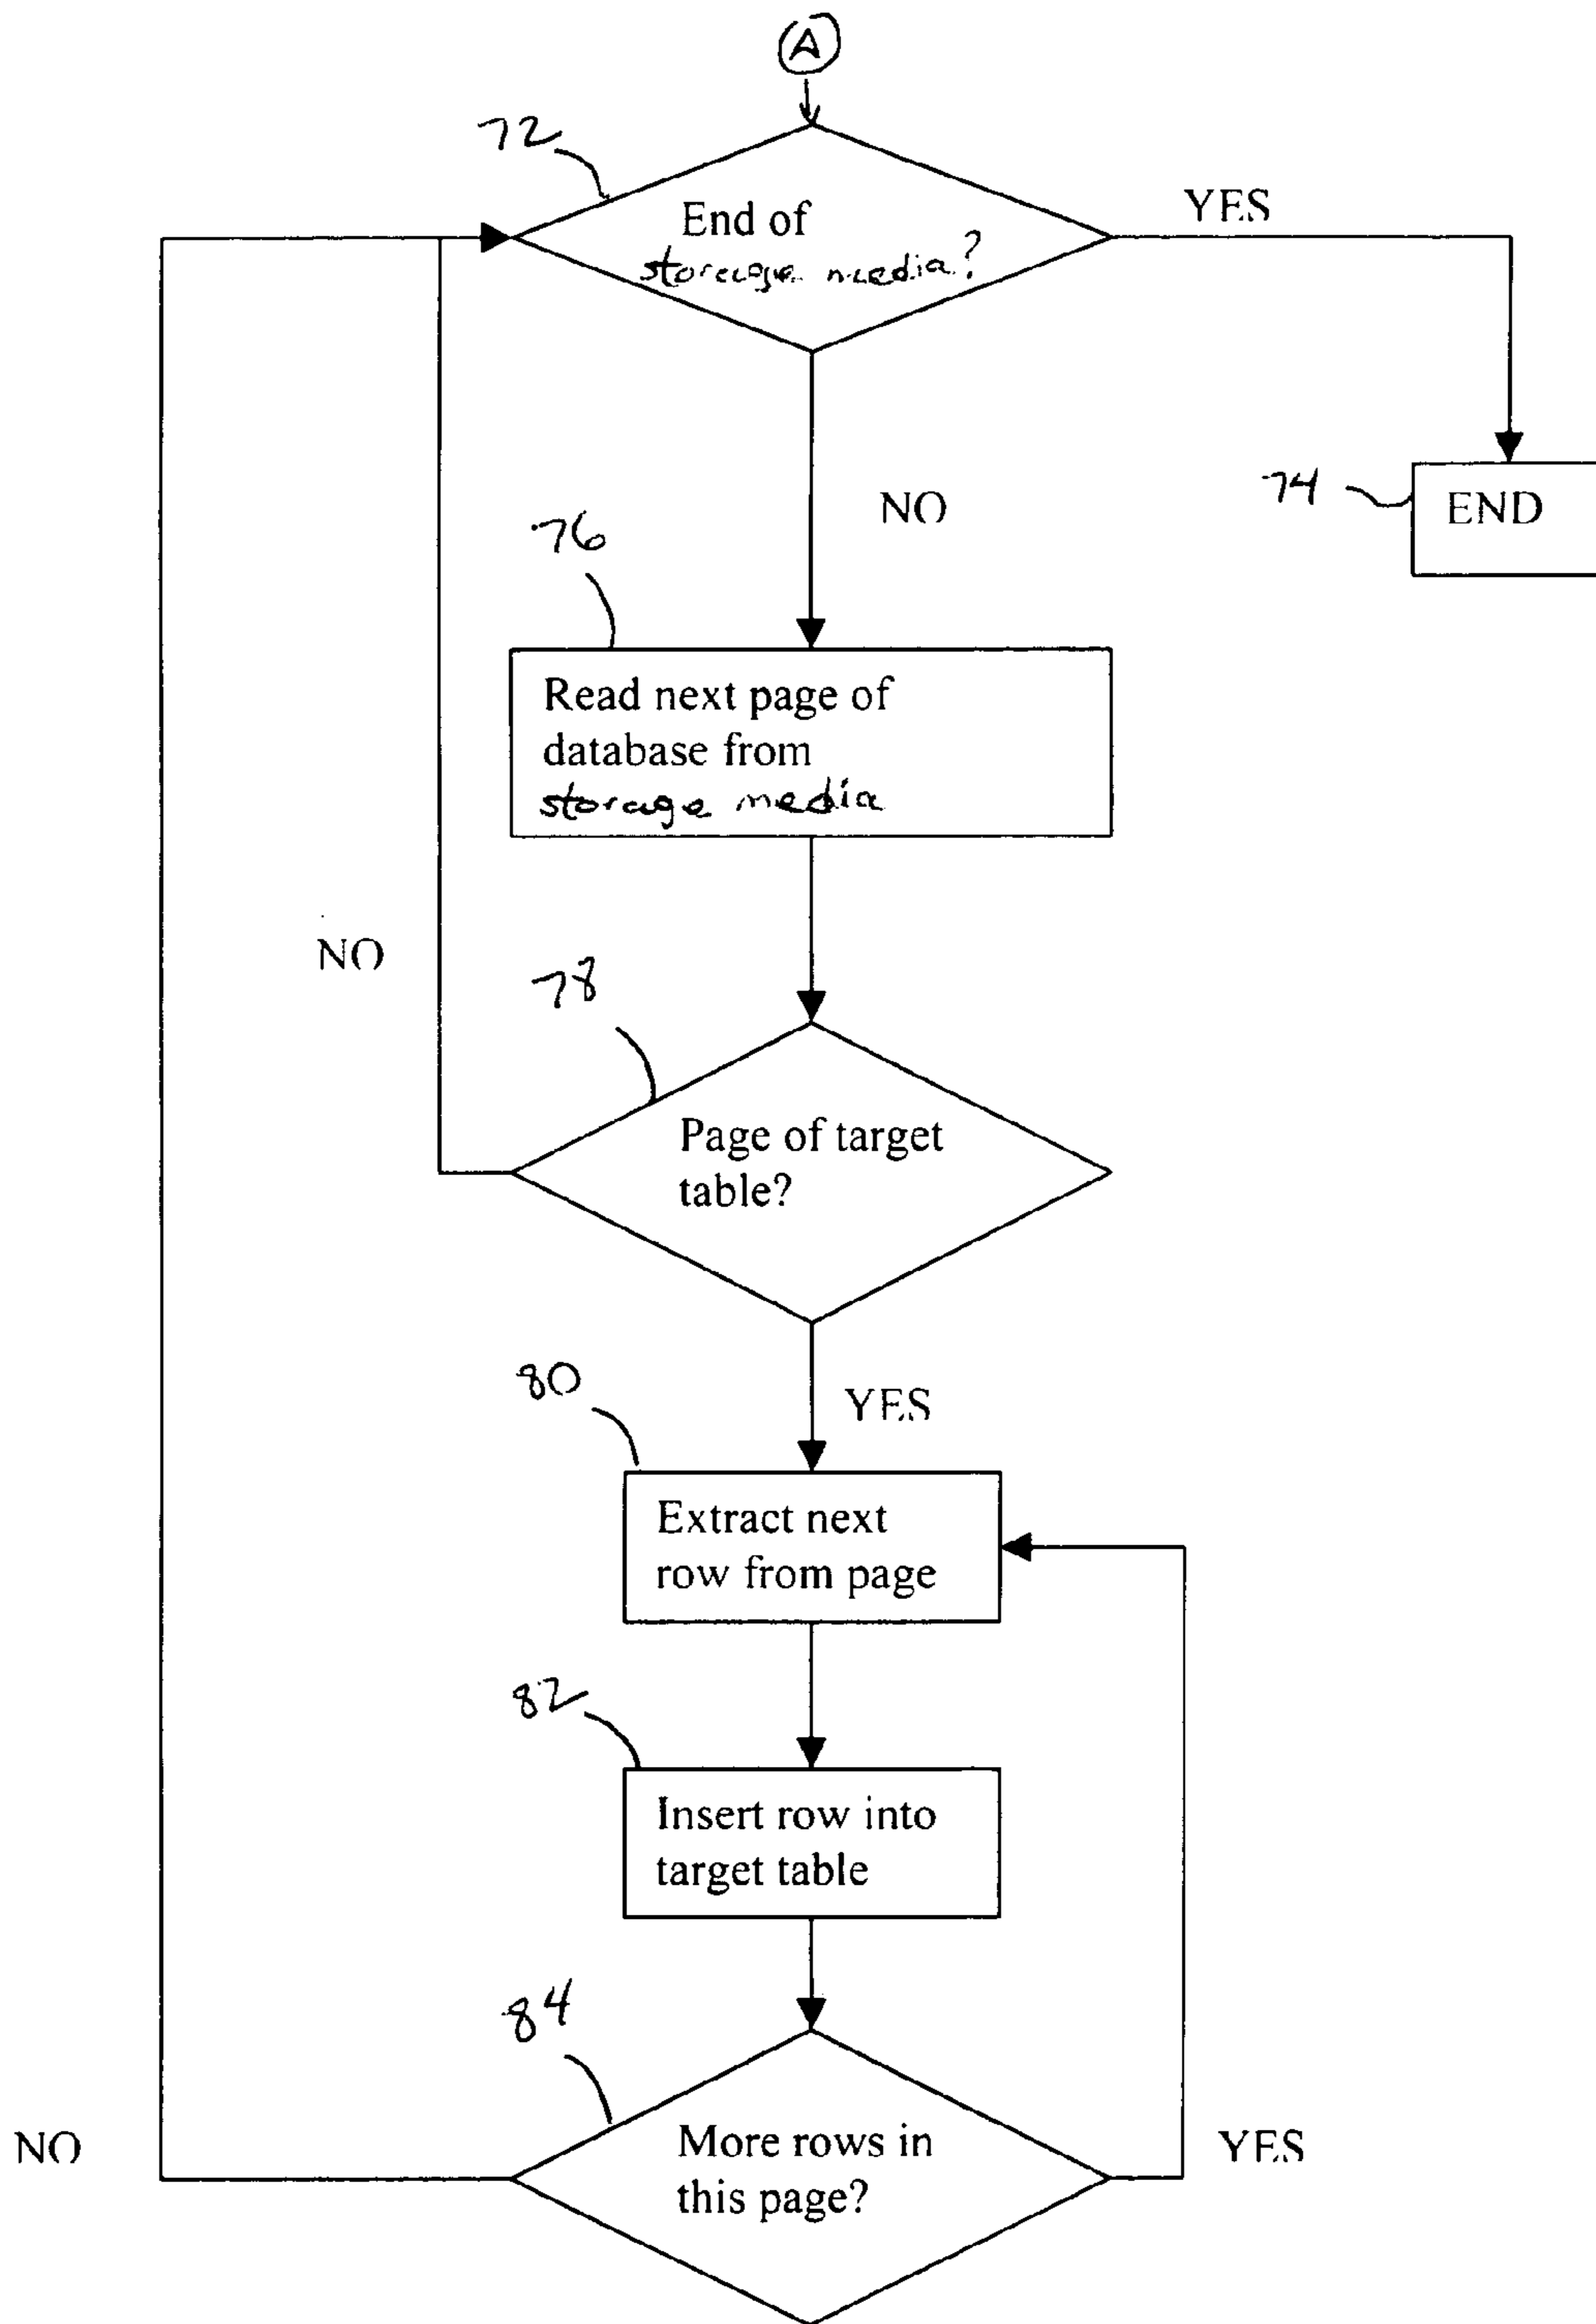 A
72
End of
storage media?
YES
74
END
NO
76
Read next page of
database from
storage media
NO
78
Page of target
table?
80
YES
Extract next
row from page
82
Insert row into
target table
84
More rows in
this page?
NO
YES